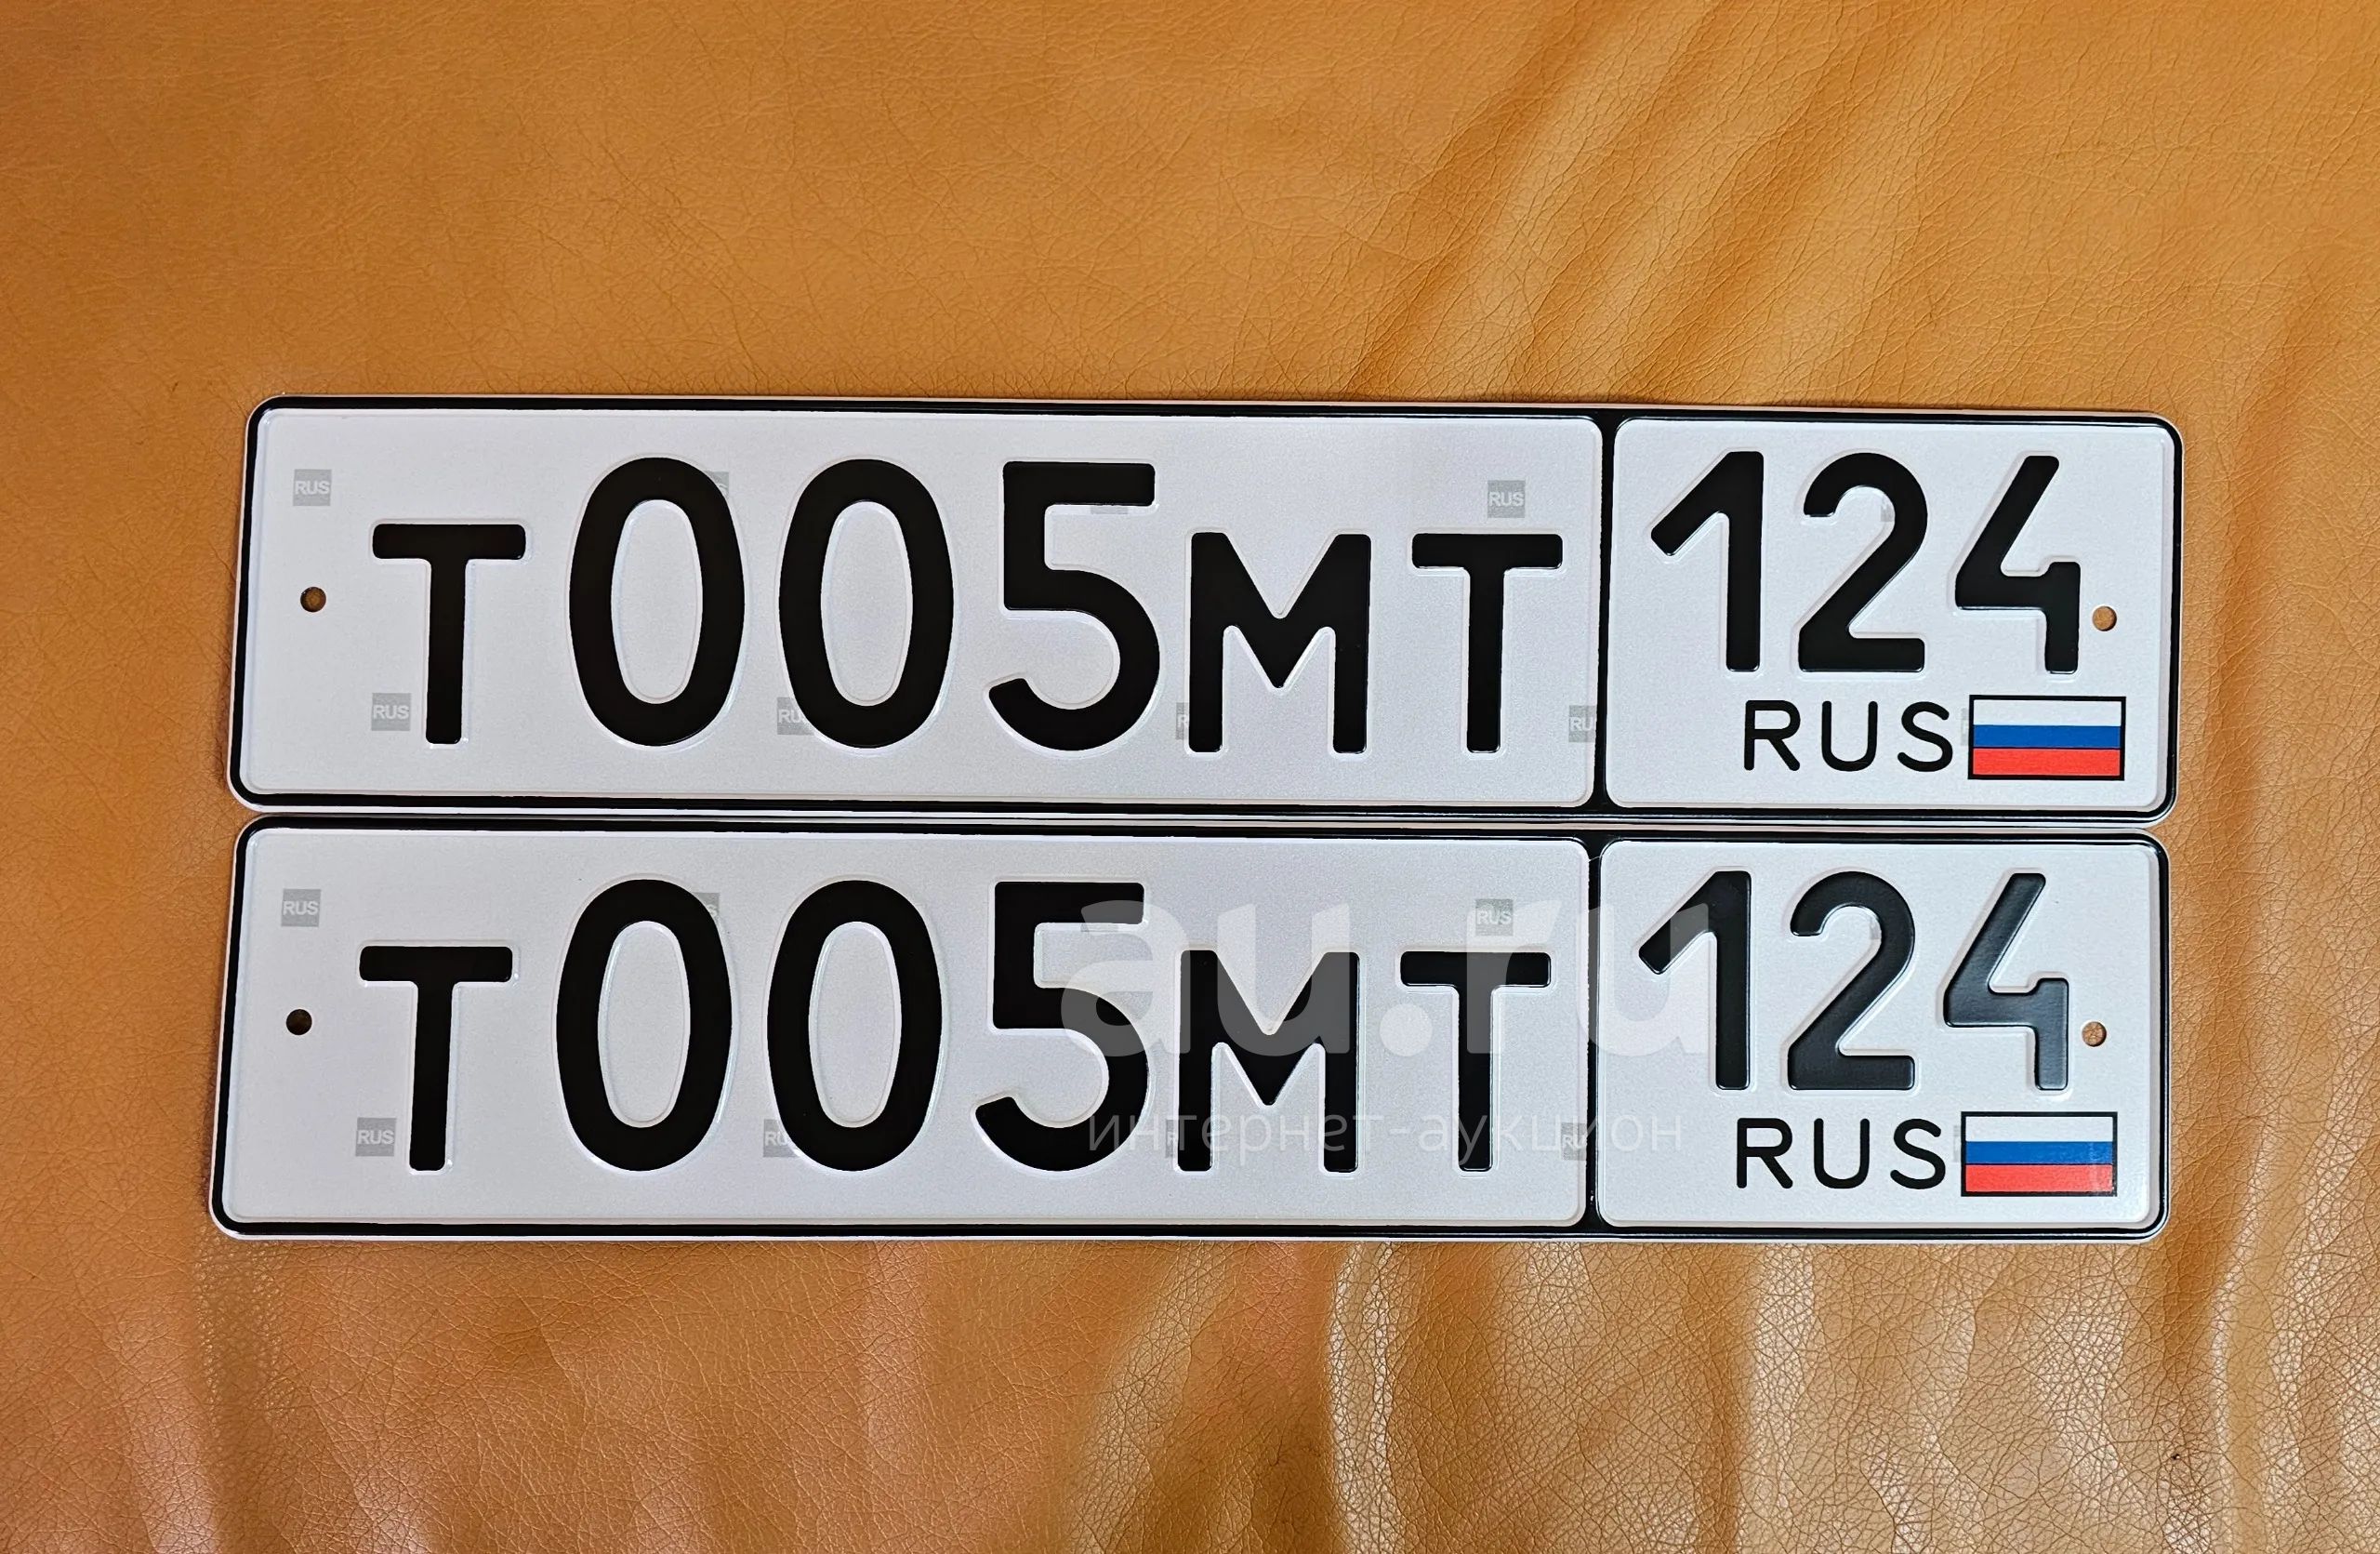 Т005МТ 124
RUS
Т005МТ 124
RUS
au.ru
интернет-аукцион